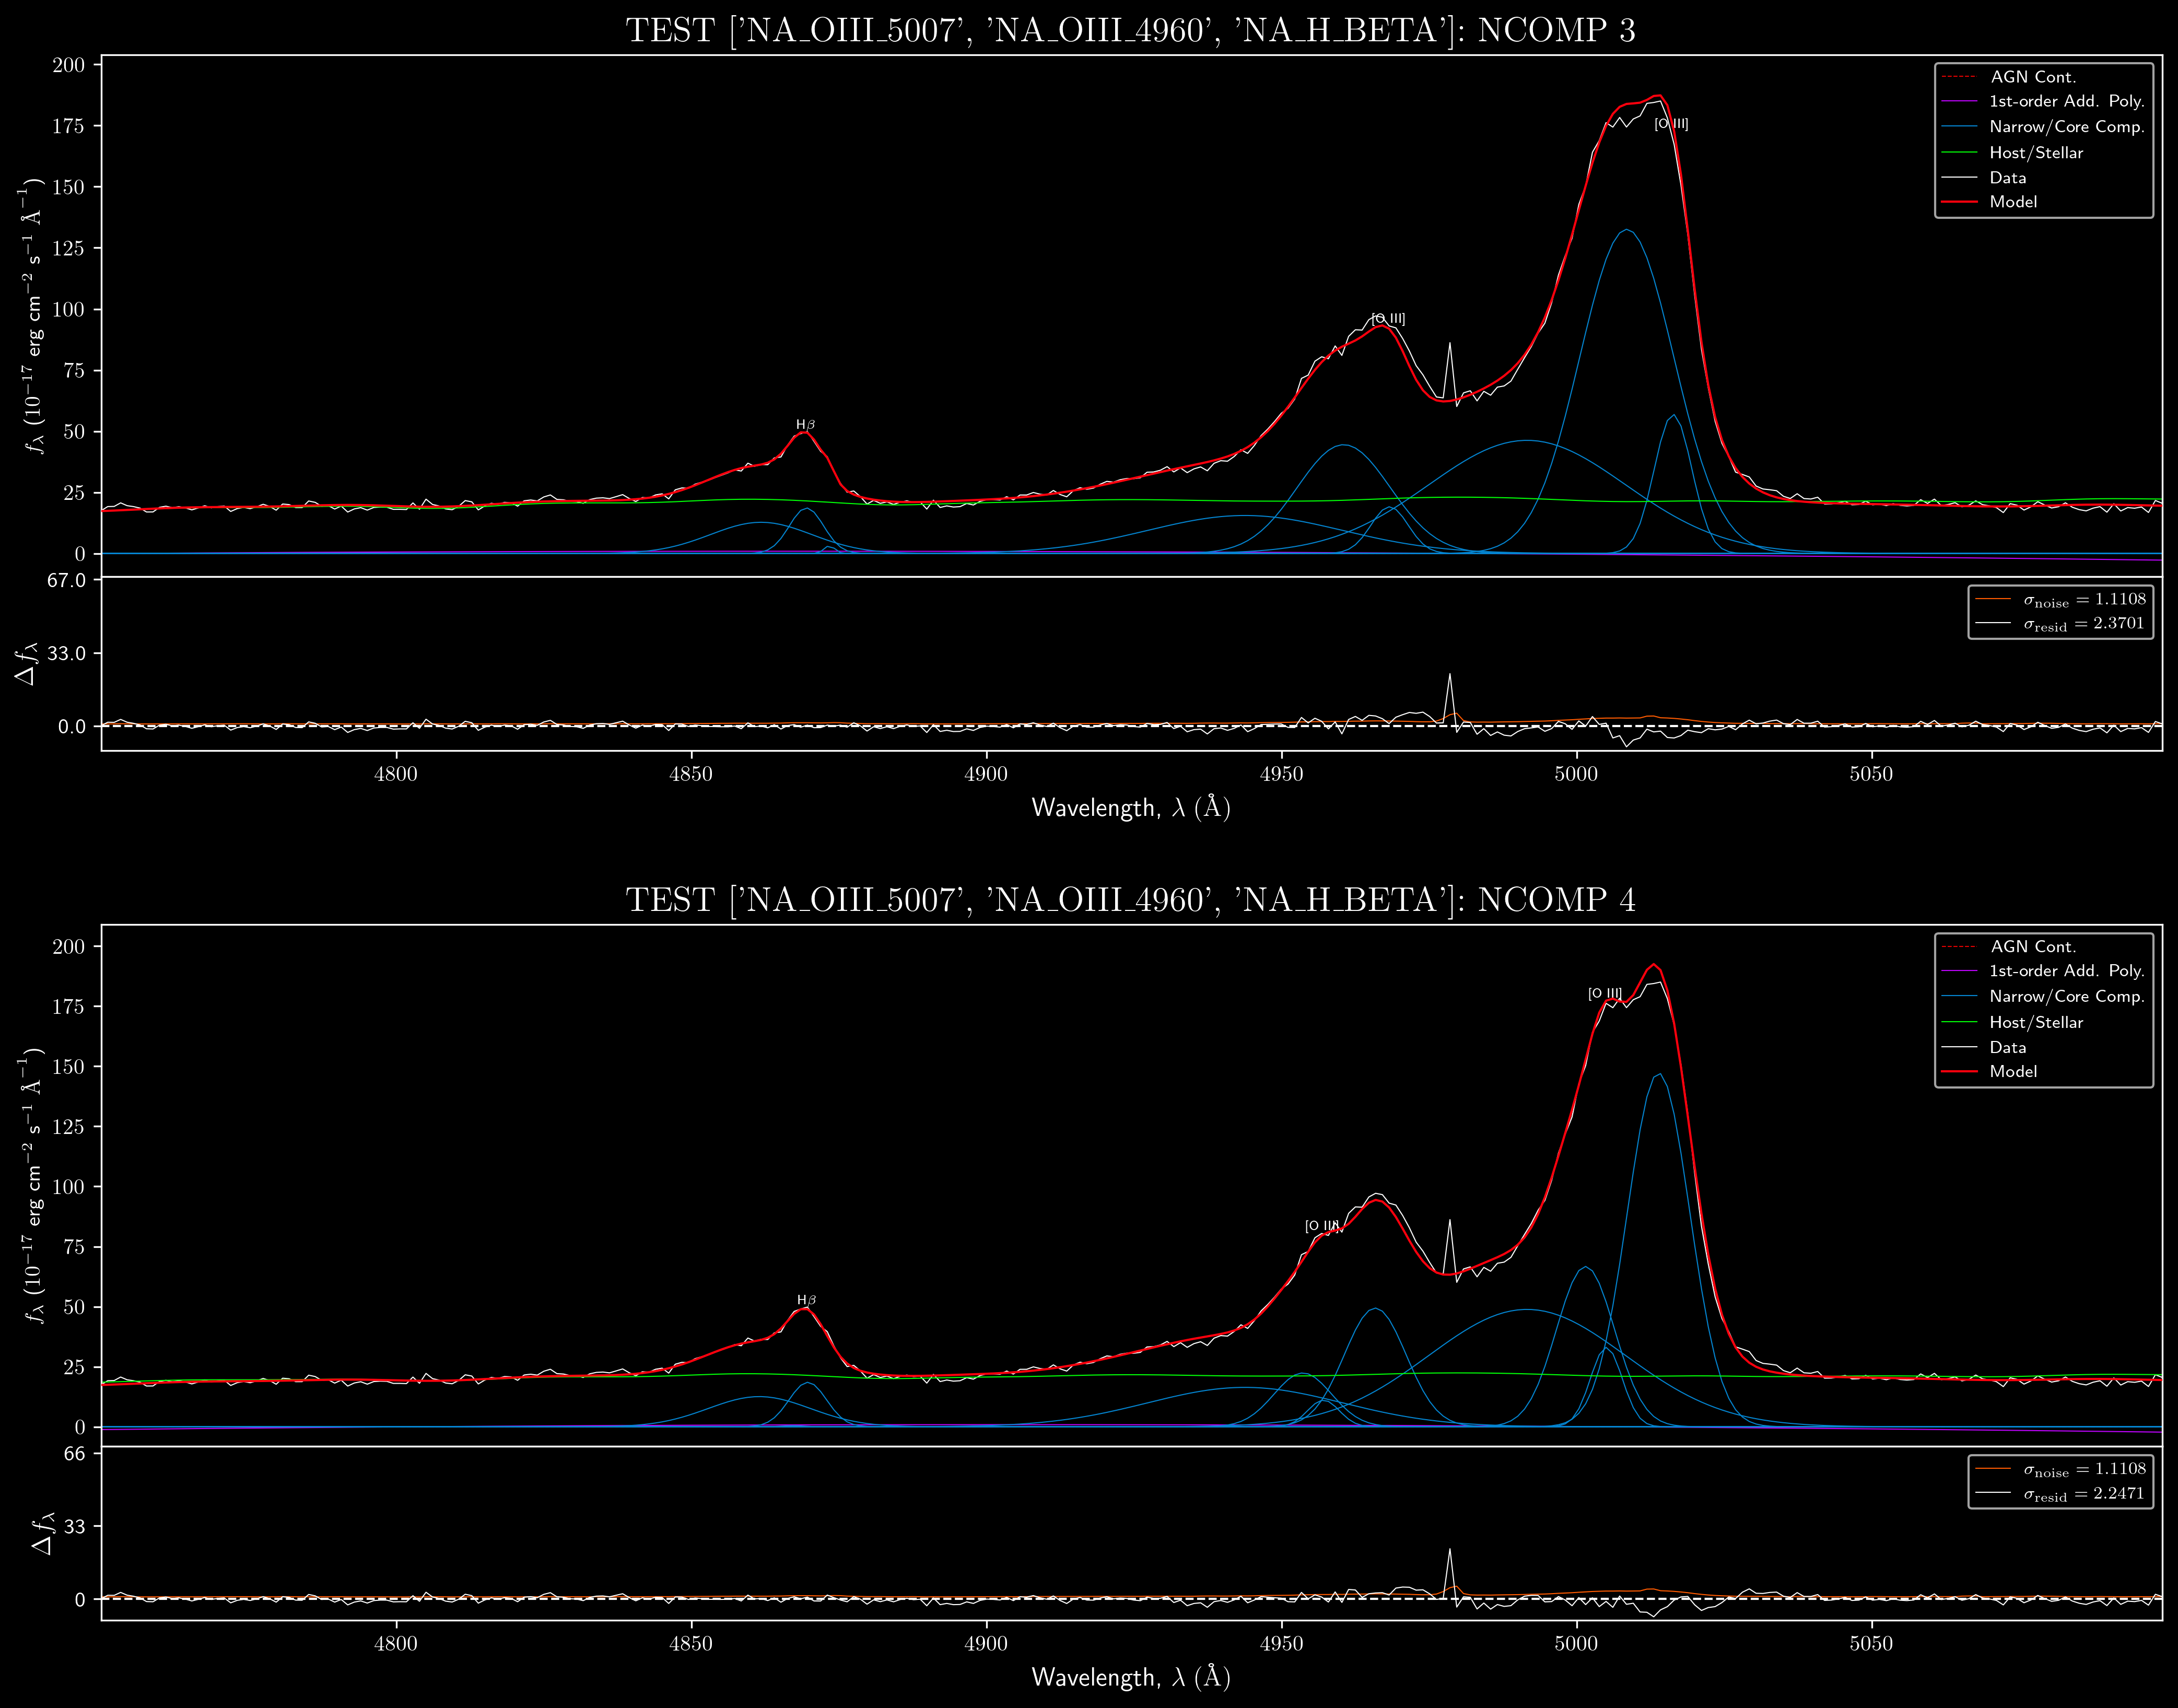 TEST ['NA_OIII_5007', 'NA_OIII_4960', 'NA_H_BETA']: NCOMP 3
200
175
150
125
100
75
50
25
0
f_λ (10⁻¹⁷ erg cm⁻² s⁻¹ Å⁻¹)
Hβ
[O III]
[O III]
AGN Cont.
1st-order Add. Poly.
Narrow/Core Comp.
Host/Stellar
Data
Model
67.0
33.0
0.0
Δf_λ
σ_noise = 1.1108
σ_resid = 2.3701
4800 4850 4900 4950 5000 5050
Wavelength, λ (Å)
TEST ['NA_OIII_5007', 'NA_OIII_4960', 'NA_H_BETA']: NCOMP 4
200
175
150
125
100
75
50
25
0
f_λ (10⁻¹⁷ erg cm⁻² s⁻¹ Å⁻¹)
Hβ
[O III]
[O III]
AGN Cont.
1st-order Add. Poly.
Narrow/Core Comp.
Host/Stellar
Data
Model
66
33
0
Δf_λ
σ_noise = 1.1108
σ_resid = 2.2471
4800 4850 4900 4950 5000 5050
Wavelength, λ (Å)